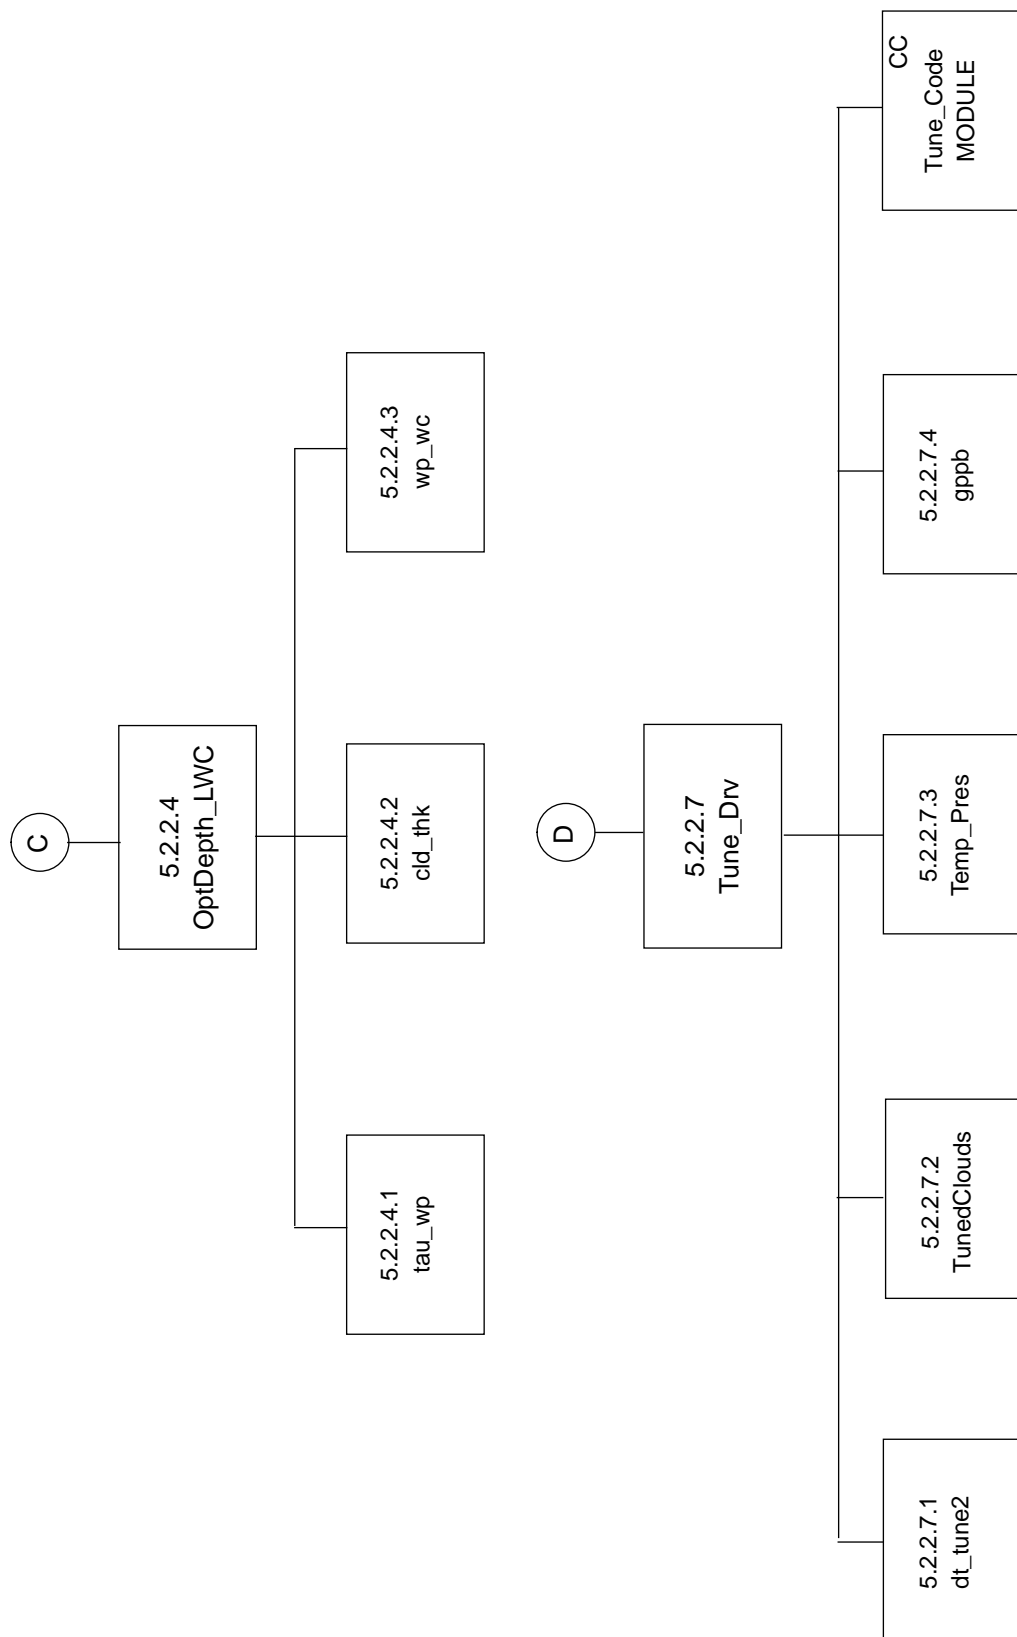 C
5.2.2.4
OptDepth_LWC
5.2.2.4.1
tau_wp
5.2.2.4.2
cld_thk
5.2.2.4.3
wp_wc
D
5.2.2.7
Tune_Drv
5.2.2.7.1
dt_tune2
5.2.2.7.2
TunedClouds
5.2.2.7.3
Temp_Pres
5.2.2.7.4
gppb
CC
Tune_Code
MODULE